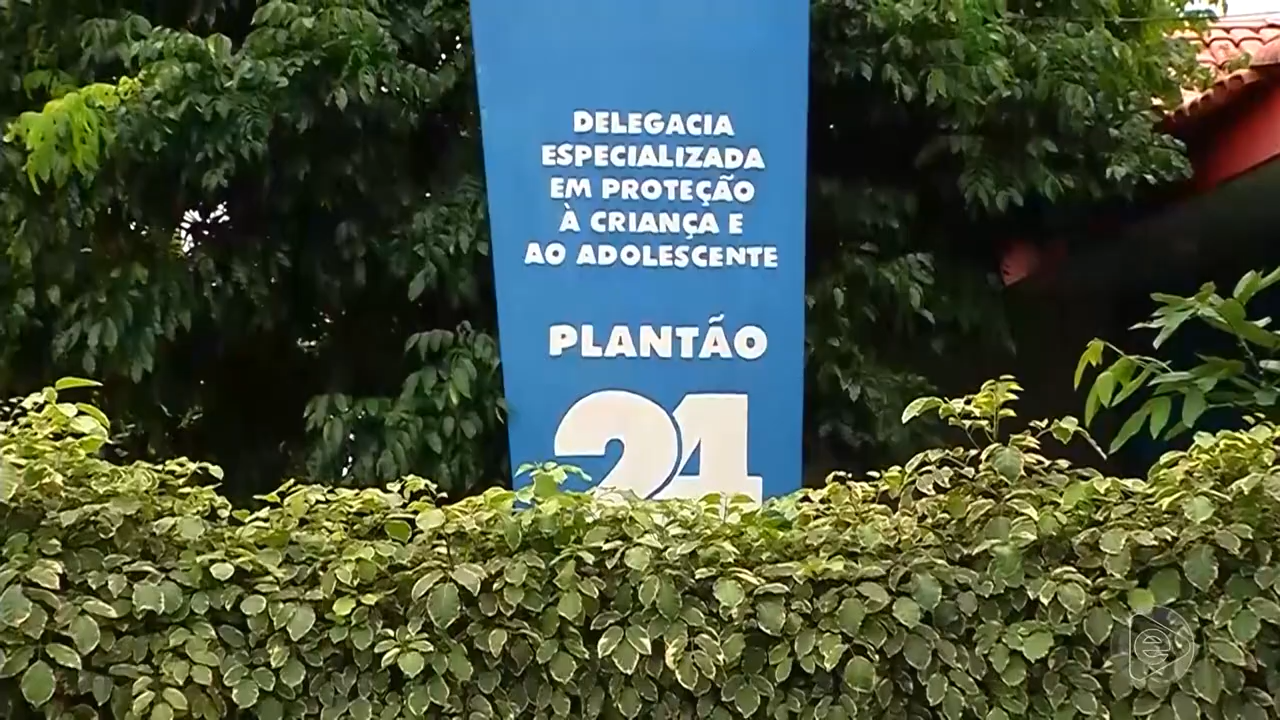 DELEGACIA
ESPECIALIZADA
EM PROTEÇÃO
À CRIANÇA E
AO ADOLESCENTE
PLANTÃO
24